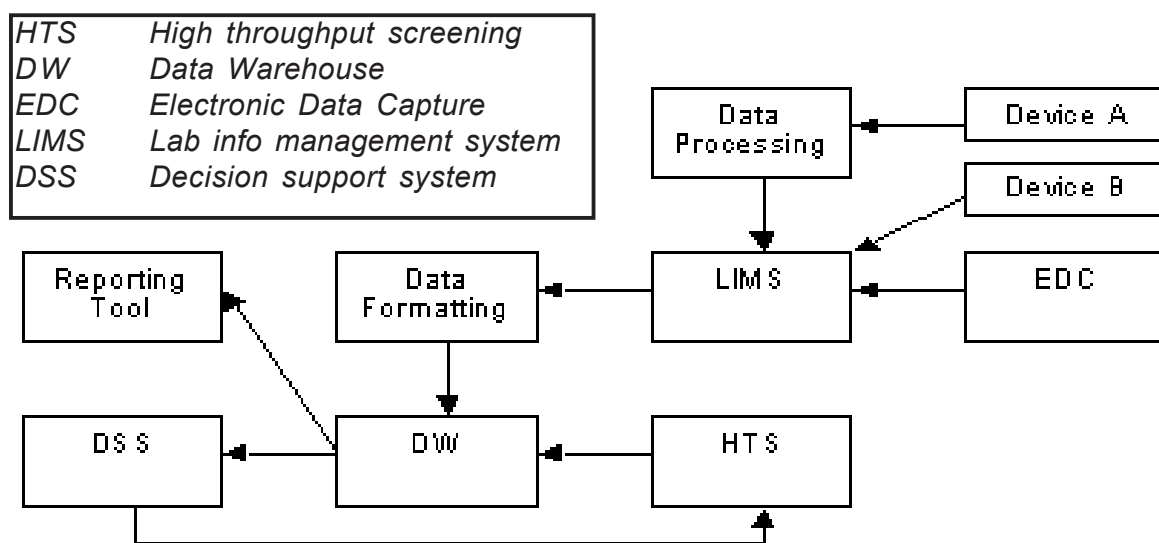 HTS High throughput screening
DW Data Warehouse
EDC Electronic Data Capture
LIMS Lab info management system
DSS Decision support system
Data
Processing
Device A
Device B
Reporting
Tool
Data
Formatting
LIMS
EDC
DSS
DW
HTS